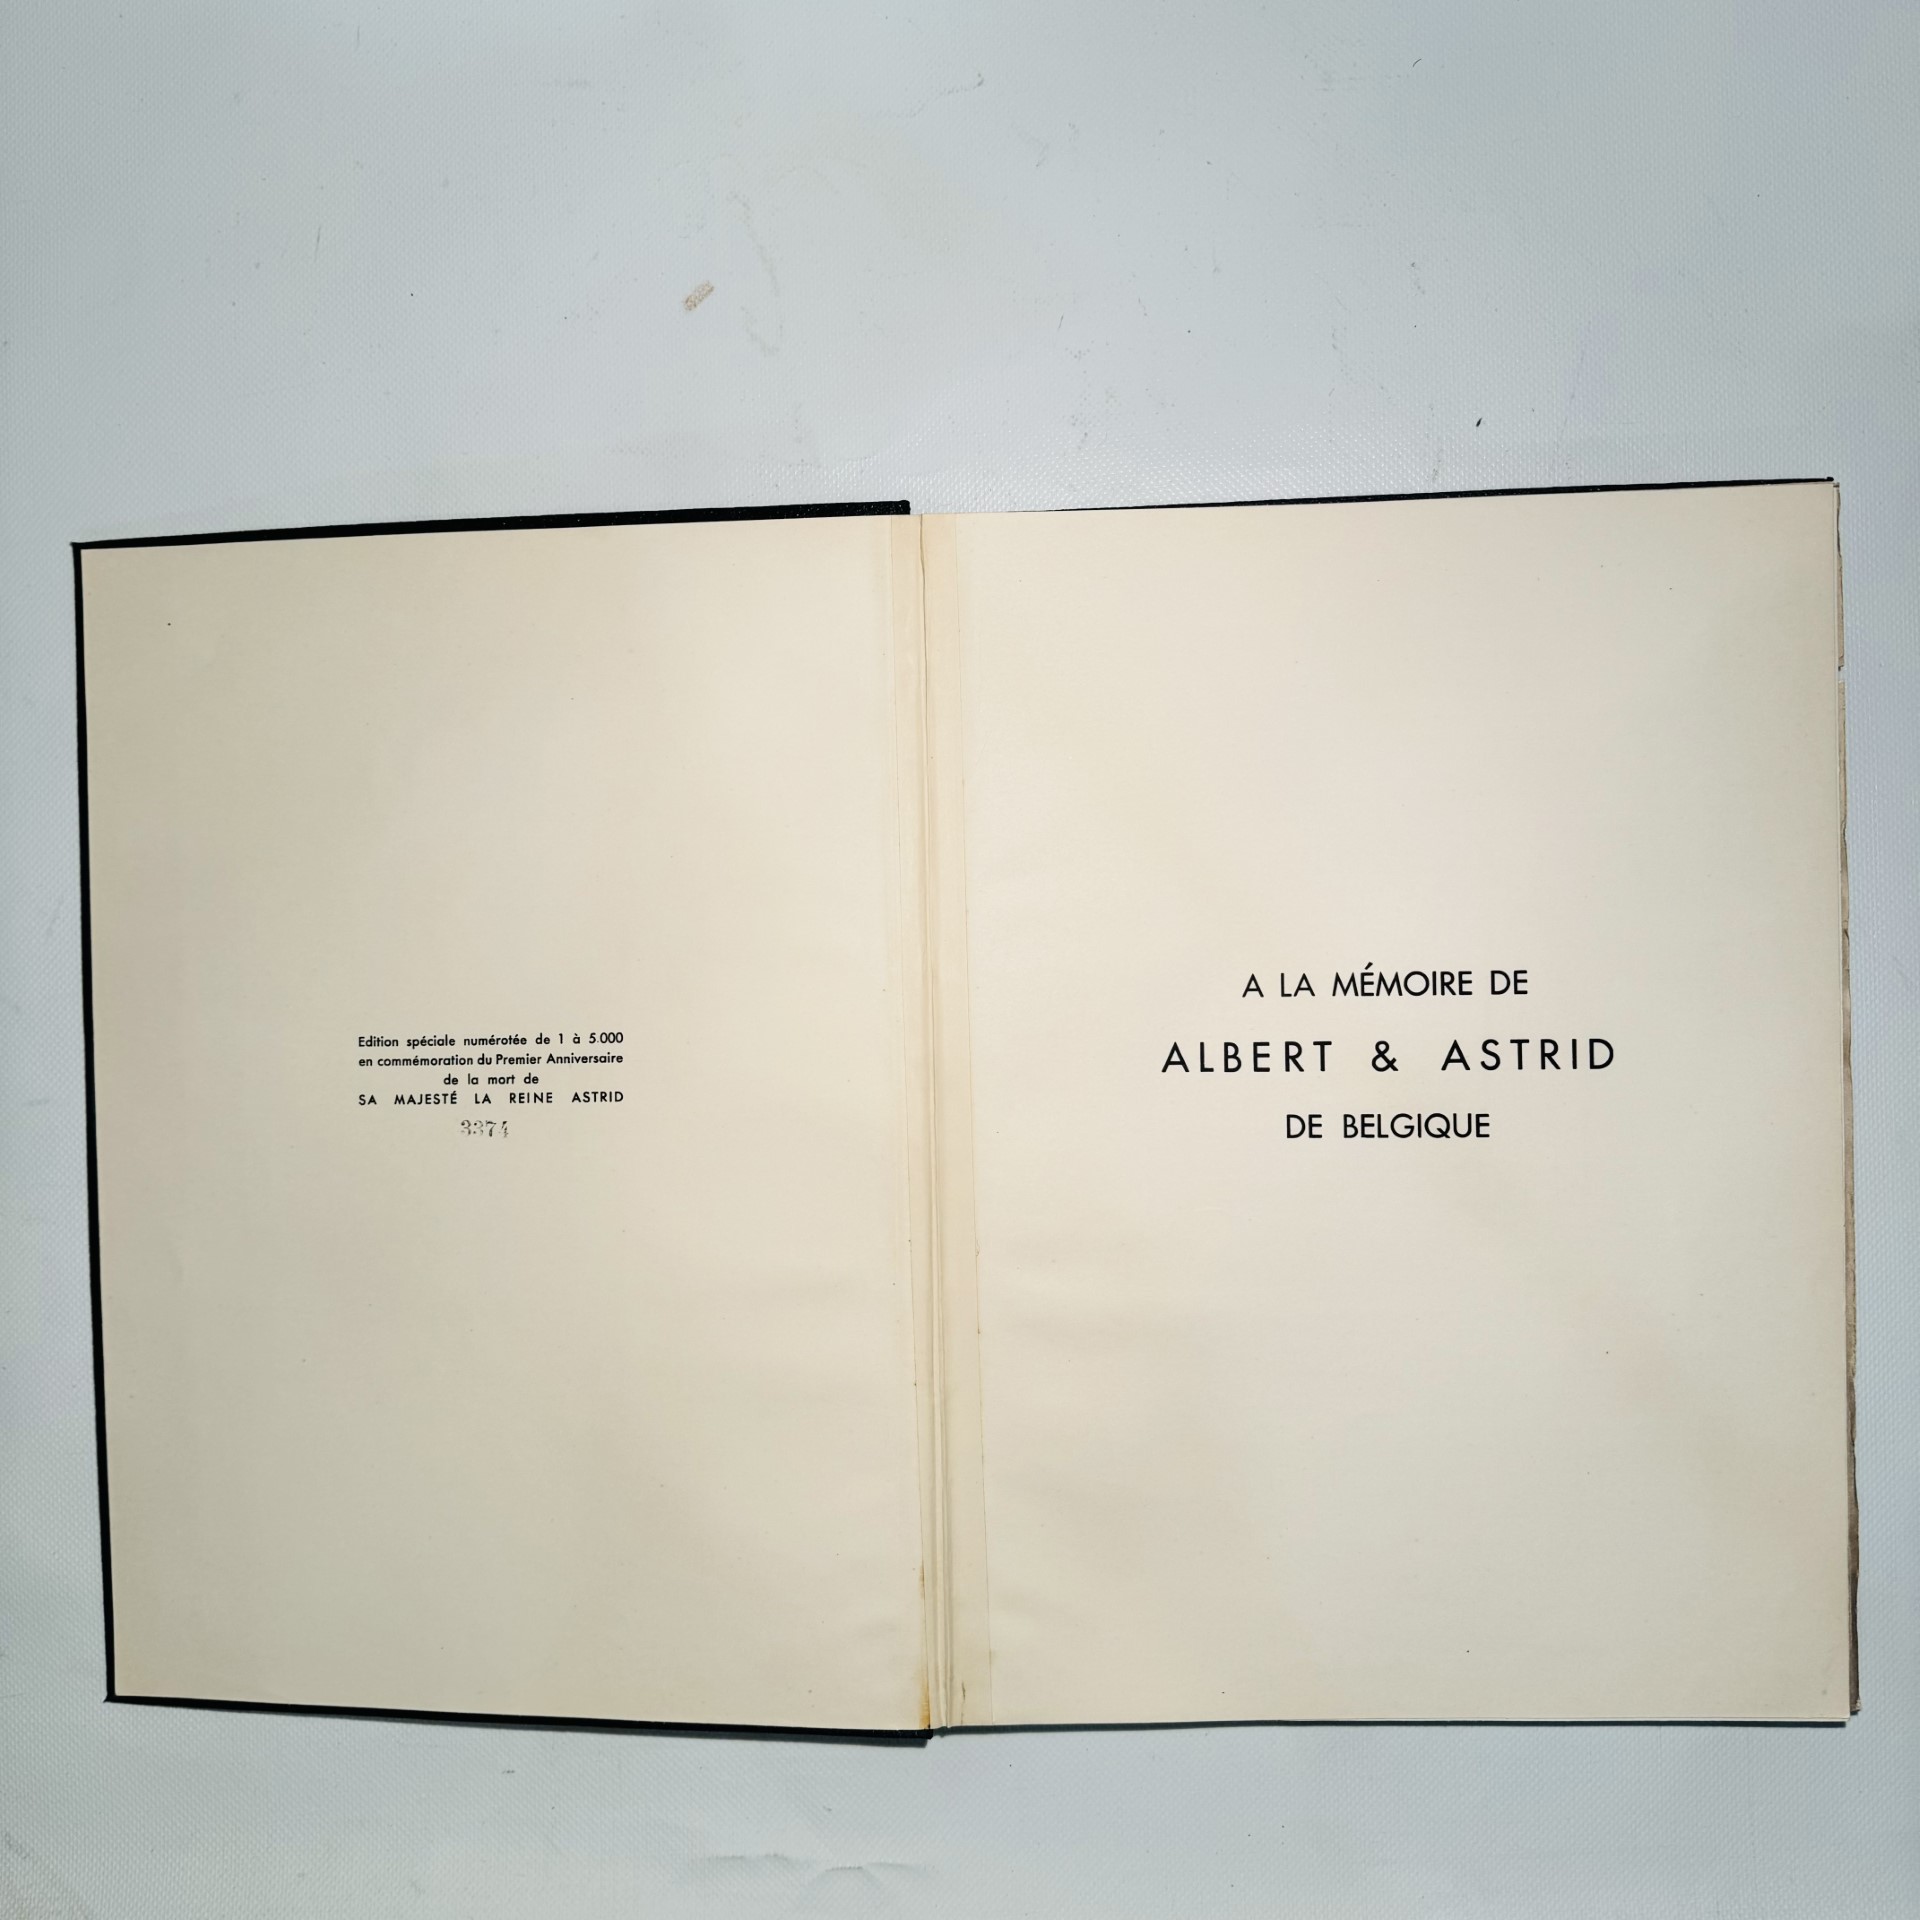 Edition spéciale numérotée de 1 à 5.000
en commémoration du Premier Anniversaire
de la mort de
SA MAJESTÉ LA REINE ASTRID
3374
A LA MÉMOIRE DE
ALBERT & ASTRID
DE BELGIQUE